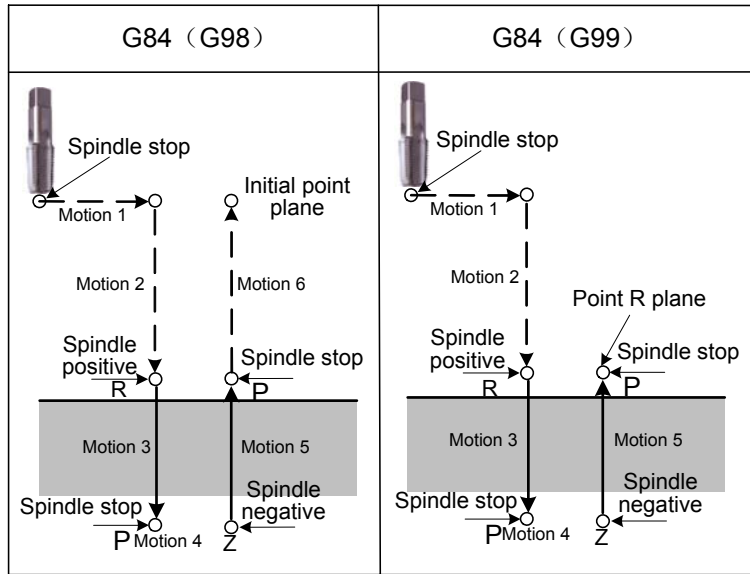 G84（G98）
Spindle stop
Motion 1
Initial point
plane
Motion 2
Motion 6
Spindle
positive
Spindle stop
R
P
Motion 3
Motion 5
Spindle stop
Spindle
negative
P
Motion 4
Z
G84（G99）
Spindle stop
Motion 1
Motion 2
Point R plane
Spindle
positive
Spindle stop
R
P
Motion 3
Motion 5
Spindle stop
Spindle
negative
P
Motion 4
Z